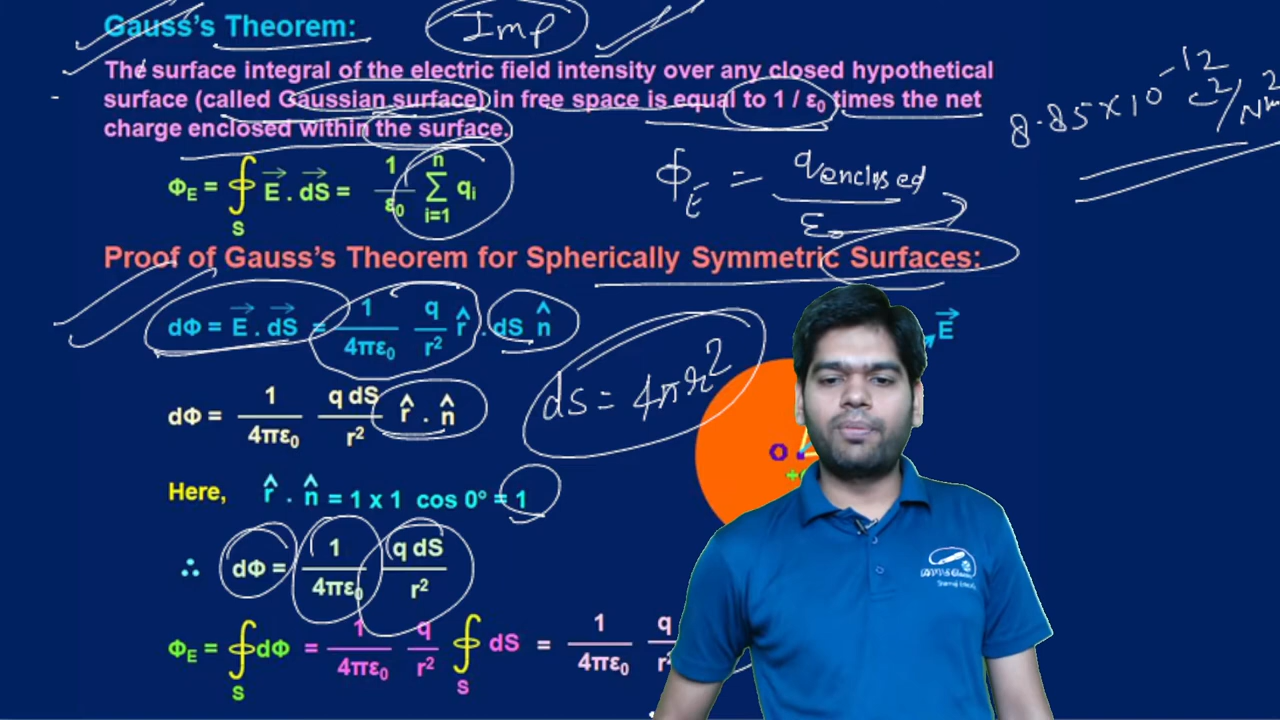 Gauss's Theorem:
Imp
The surface integral of the electric field intensity over any closed hypothetical
surface (called Gaussian surface) in free space is equal to 1 / ε₀ times the net
charge enclosed within the surface.
8.85×10⁻¹² C²/Nm²
Φ_E = ∮_S E⃗ . dS⃗ = 1/ε₀ Σ_{i=1}^{n} qᵢ
ϕ_E = q enclosed / ε₀
Proof of Gauss's Theorem for Spherically Symmetric Surfaces:
dΦ = E⃗ . dS⃗ = 1/4πε₀ q/r² r̂ . dS n̂
E⃗
ds = 4πr²
dΦ = 1/4πε₀ q dS/r² r̂ . n̂
O
Here, r̂ . n̂ = 1 x 1 cos 0° = 1
∴ dΦ = 1/4πε₀ q dS/r²
Φ_E = ∮_S dΦ = 1/4πε₀ q/r² ∮_S dS = 1/4πε₀ q/r²